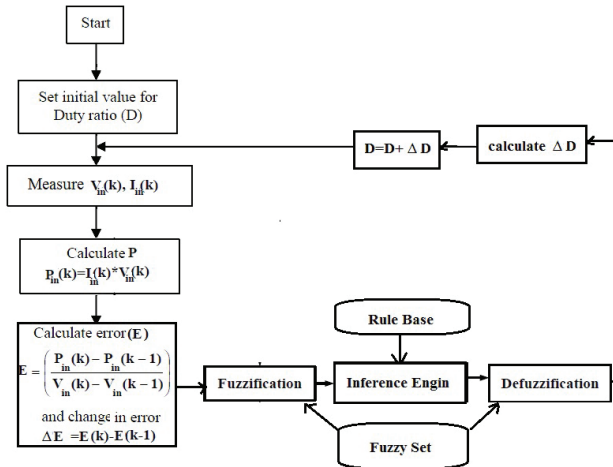 Start
Set initial value for
Duty ratio (D)
D=D+ Δ D
calculate Δ D
Measure V_in(k), I_in(k)
Calculate P
P_in(k)=I_in(k)*V_in(k)
Calculate error(E)
E = ( P_in(k) − P_in(k−1) / V_in(k) − V_in(k−1) )
and change in error
ΔE =E(k)-E(k-1)
Rule Base
Fuzzification
Inference Engin
Defuzzification
Fuzzy Set